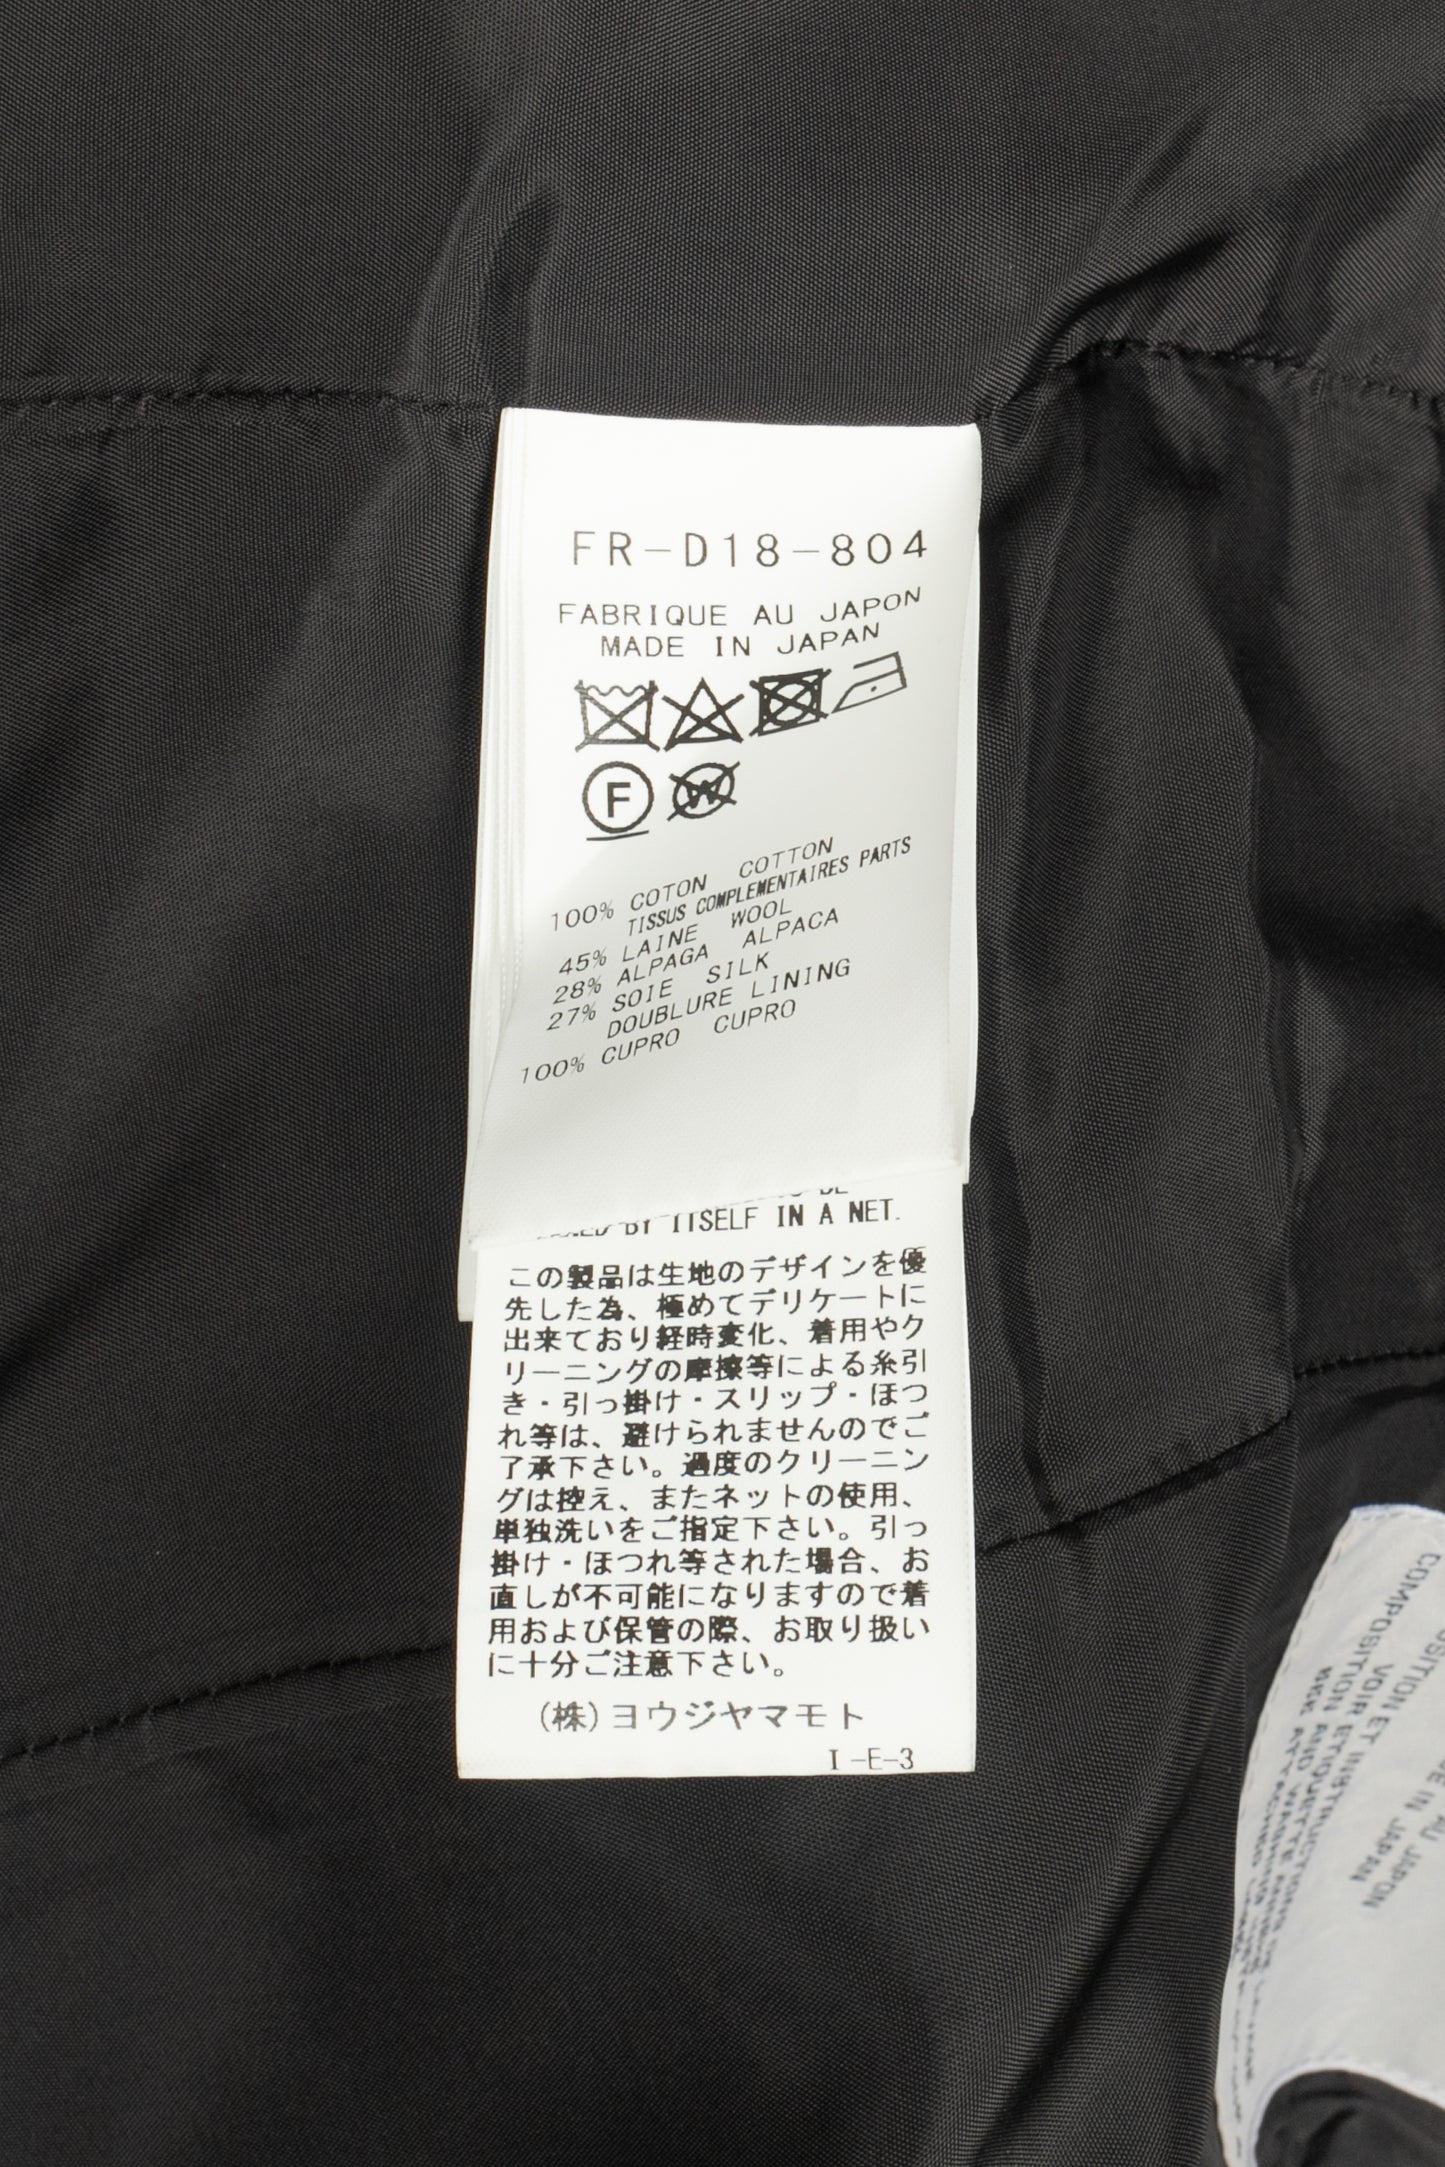 FR-D18-804
FABRIQUE AU JAPON
MADE IN JAPAN
F W
100% COTON COTTON
TISSUS COMPLEMENTAIRES PARTS
45% LAINE WOOL
28% ALPAGA ALPACA
27% SOIE SILK
DOUBLURE LINING
100% CUPRO CUPRO
BY ITSELF IN A NET.
この製品は生地のデザインを優
先した為、極めてデリケートに
出来ており経時変化、着用やク
リーニングの摩擦等による糸引
き・引っ掛け・スリップ・ほつ
れ等は、避けられませんのでご
了承下さい。過度のクリーニン
グは控え、またネットの使用、
単独洗いをご指定下さい。引っ
掛け・ほつれ等された場合、お
直しが不可能になりますので着
用および保管の際、お取り扱い
に十分ご注意下さい。
(株)ヨウジヤマモト
I-E-3
AU JAPON
IN JAPAN
ET INSTRUCTIONS DE
VOIR ETIQUETTE
COMPOSITION AND WASHING
ATTACHED